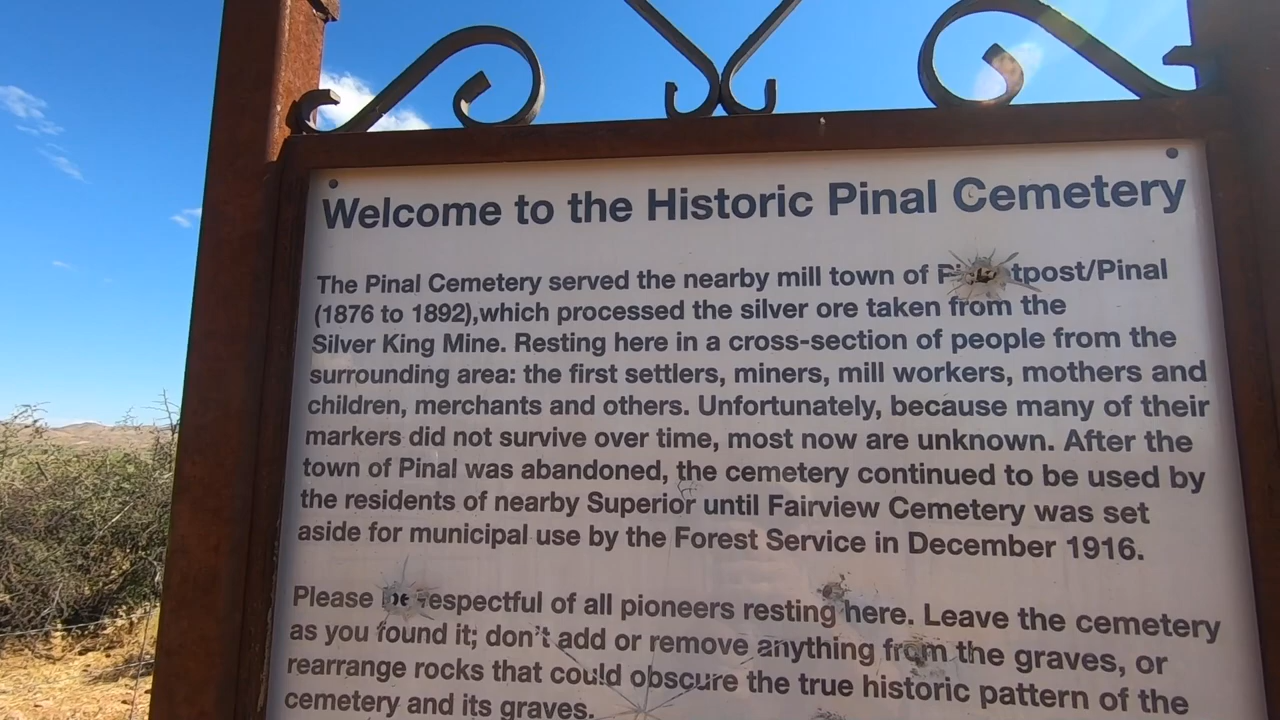 Welcome to the Historic Pinal Cemetery
The Pinal Cemetery served the nearby mill town of
(1876 to 1892),which processed the silver ore taken from the
Silver King Mine. Resting here in a cross-section of people from the
surrounding area: the first settlers, miners, mill workers, mothers and
children, merchants and others. Unfortunately, because many of their
markers did not survive over time, most now are unknown. After the
town of Pinal was abandoned, the cemetery continued to be used by
the residents of nearby Superior until Fairview Cemetery was set
aside for municipal use by the Forest Service in December 1916.
Please be respectful of all pioneers resting here. Leave the cemetery
as you found it; don't add or remove anything from the graves, or
rearrange rocks that could obscure the true historic pattern of the
cemetery and its graves.